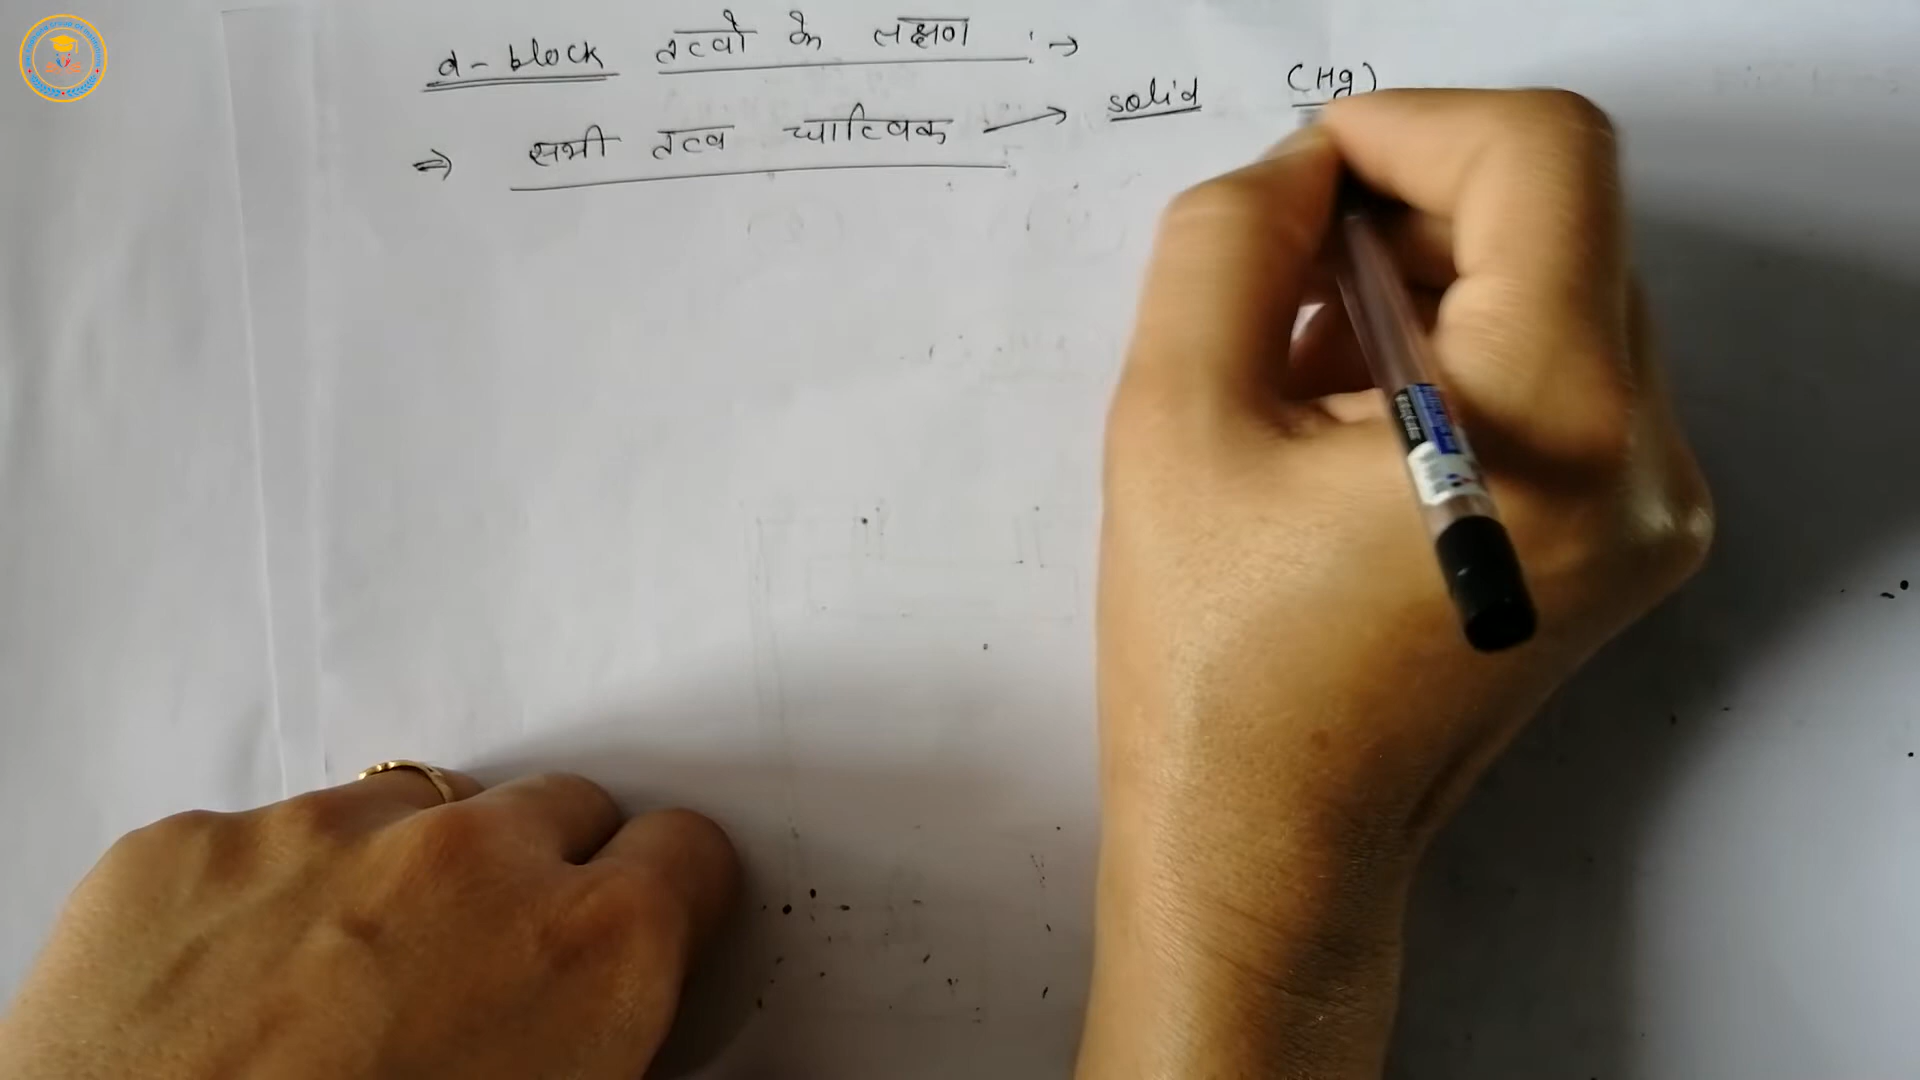 d-block तत्वो के लक्षण :→
⇒ सभी तत्व धात्विक → solid (Hg)